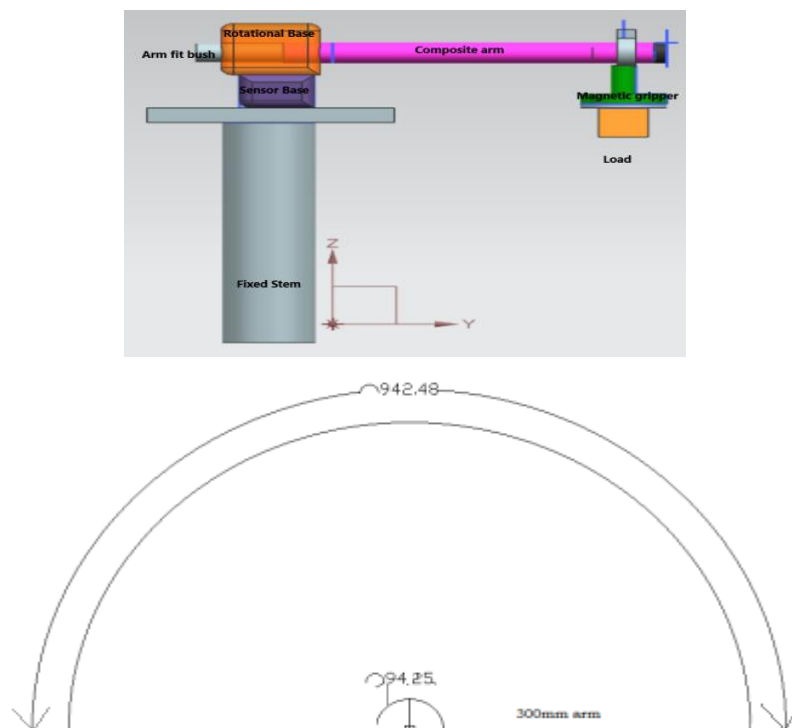 Rotational Base
Arm fit bush
Composite arm
Sensor Base
Magnetic gripper
Load
Z
Fixed Stem
Y
942.48
94.25
300mm arm